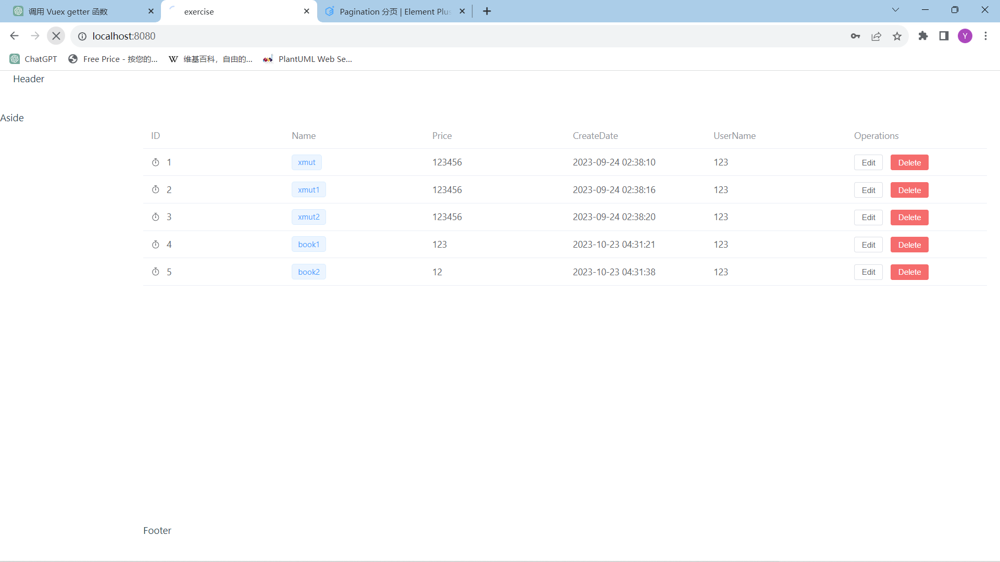 调用 Vuex getter 函数
exercise
Pagination 分页 | Element Plus
localhost:8080
Y
ChatGPT
Free Price - 按您的...
W 维基百科，自由的...
PlantUML Web Se...
Header
Aside
ID Name Price CreateDate UserName Operations
1 xmut 123456 2023-09-24 02:38:10 123 Edit Delete
2 xmut1 123456 2023-09-24 02:38:16 123 Edit Delete
3 xmut2 123456 2023-09-24 02:38:20 123 Edit Delete
4 book1 123 2023-10-23 04:31:21 123 Edit Delete
5 book2 12 2023-10-23 04:31:38 123 Edit Delete
Footer